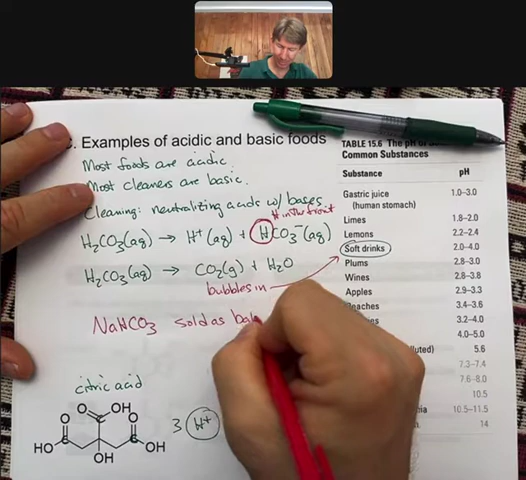 Examples of acidic and basic foods
Most foods are acidic.
Most cleaners are basic.
Cleaning: neutralizing acids w/ bases
H in the front
H₂CO₃(aq) → H⁺(aq) + HCO₃⁻(aq)
H₂CO₃(aq) → CO₂(g) + H₂O
bubbles in
NaHCO₃ sold as
citric acid
O
O OH O
HO OH
OH
3 H⁺
TABLE 15.6 The pH of
Common Substances
Substance pH
Gastric juice 1.0–3.0
(human stomach)
Limes 1.8–2.0
Lemons 2.2–2.4
Soft drinks 2.0–4.0
Plums 2.8–3.0
Wines 2.8–3.8
Apples 2.9–3.3
3.4–3.6
3.2–4.0
4.0–5.0
5.6
7.3–7.4
7.6–8.0
10.5
10.5–11.5
14